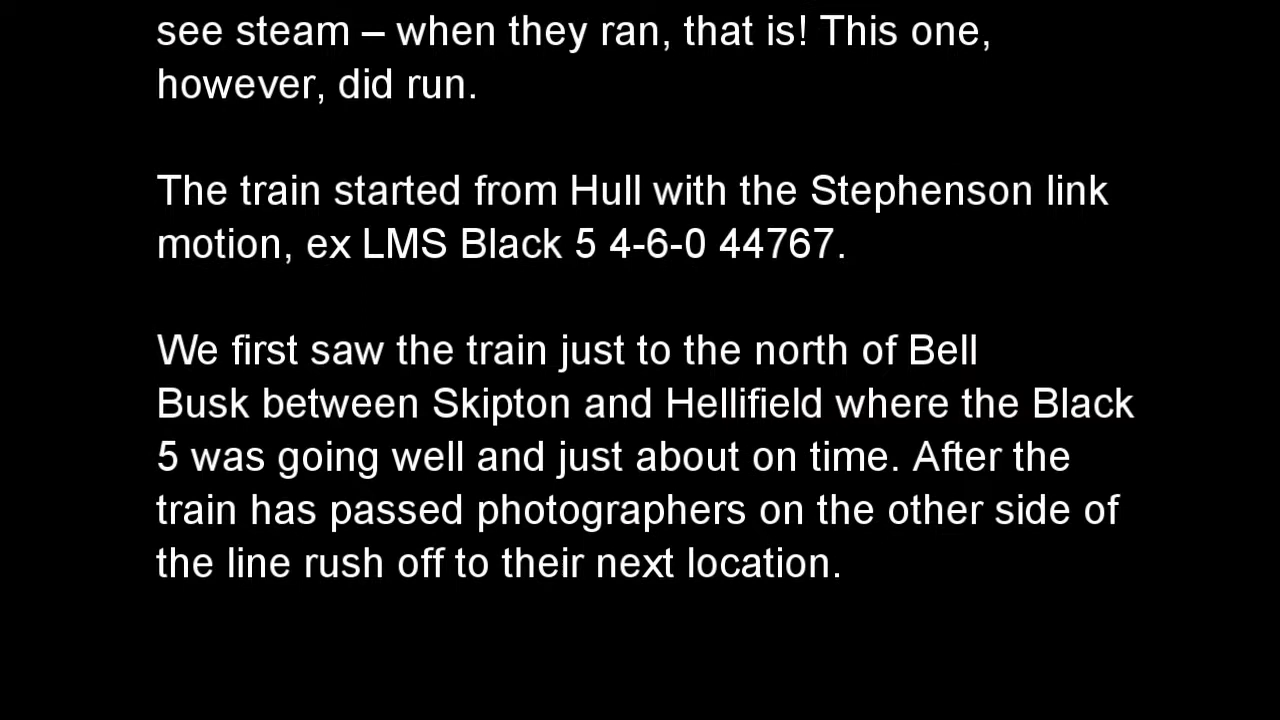 see steam – when they ran, that is! This one,
however, did run.
The train started from Hull with the Stephenson link
motion, ex LMS Black 5 4-6-0 44767.
We first saw the train just to the north of Bell
Busk between Skipton and Hellifield where the Black
5 was going well and just about on time. After the
train has passed photographers on the other side of
the line rush off to their next location.